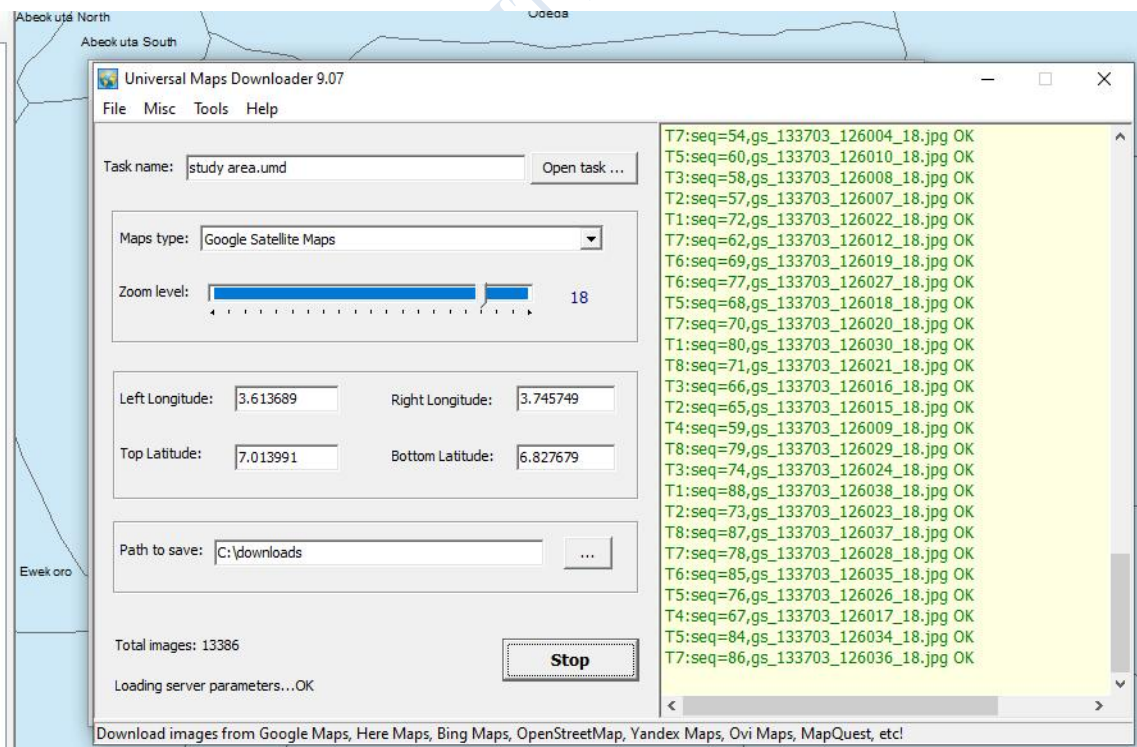 Abeokuta North
Odeda
Abeokuta South
Universal Maps Downloader 9.07
File Misc Tools Help
Task name: study area.umd Open task ...
Maps type: Google Satellite Maps
Zoom level: 18
Left Longitude: 3.613689 Right Longitude: 3.745749
Top Latitude: 7.013991 Bottom Latitude: 6.827679
Path to save: C:\downloads ...
Ewekoro
Total images: 13386
Stop
Loading server parameters...OK
T7:seq=54,gs_133703_126004_18.jpg OK
T5:seq=60,gs_133703_126010_18.jpg OK
T3:seq=58,gs_133703_126008_18.jpg OK
T2:seq=57,gs_133703_126007_18.jpg OK
T1:seq=72,gs_133703_126022_18.jpg OK
T7:seq=62,gs_133703_126012_18.jpg OK
T6:seq=69,gs_133703_126019_18.jpg OK
T6:seq=77,gs_133703_126027_18.jpg OK
T5:seq=68,gs_133703_126018_18.jpg OK
T7:seq=70,gs_133703_126020_18.jpg OK
T1:seq=80,gs_133703_126030_18.jpg OK
T8:seq=71,gs_133703_126021_18.jpg OK
T3:seq=66,gs_133703_126016_18.jpg OK
T2:seq=65,gs_133703_126015_18.jpg OK
T4:seq=59,gs_133703_126009_18.jpg OK
T8:seq=79,gs_133703_126029_18.jpg OK
T3:seq=74,gs_133703_126024_18.jpg OK
T1:seq=88,gs_133703_126038_18.jpg OK
T2:seq=73,gs_133703_126023_18.jpg OK
T8:seq=87,gs_133703_126037_18.jpg OK
T7:seq=78,gs_133703_126028_18.jpg OK
T6:seq=85,gs_133703_126035_18.jpg OK
T5:seq=76,gs_133703_126026_18.jpg OK
T4:seq=67,gs_133703_126017_18.jpg OK
T5:seq=84,gs_133703_126034_18.jpg OK
T7:seq=86,gs_133703_126036_18.jpg OK
Download images from Google Maps, Here Maps, Bing Maps, OpenStreetMap, Yandex Maps, Ovi Maps, MapQuest, etc!